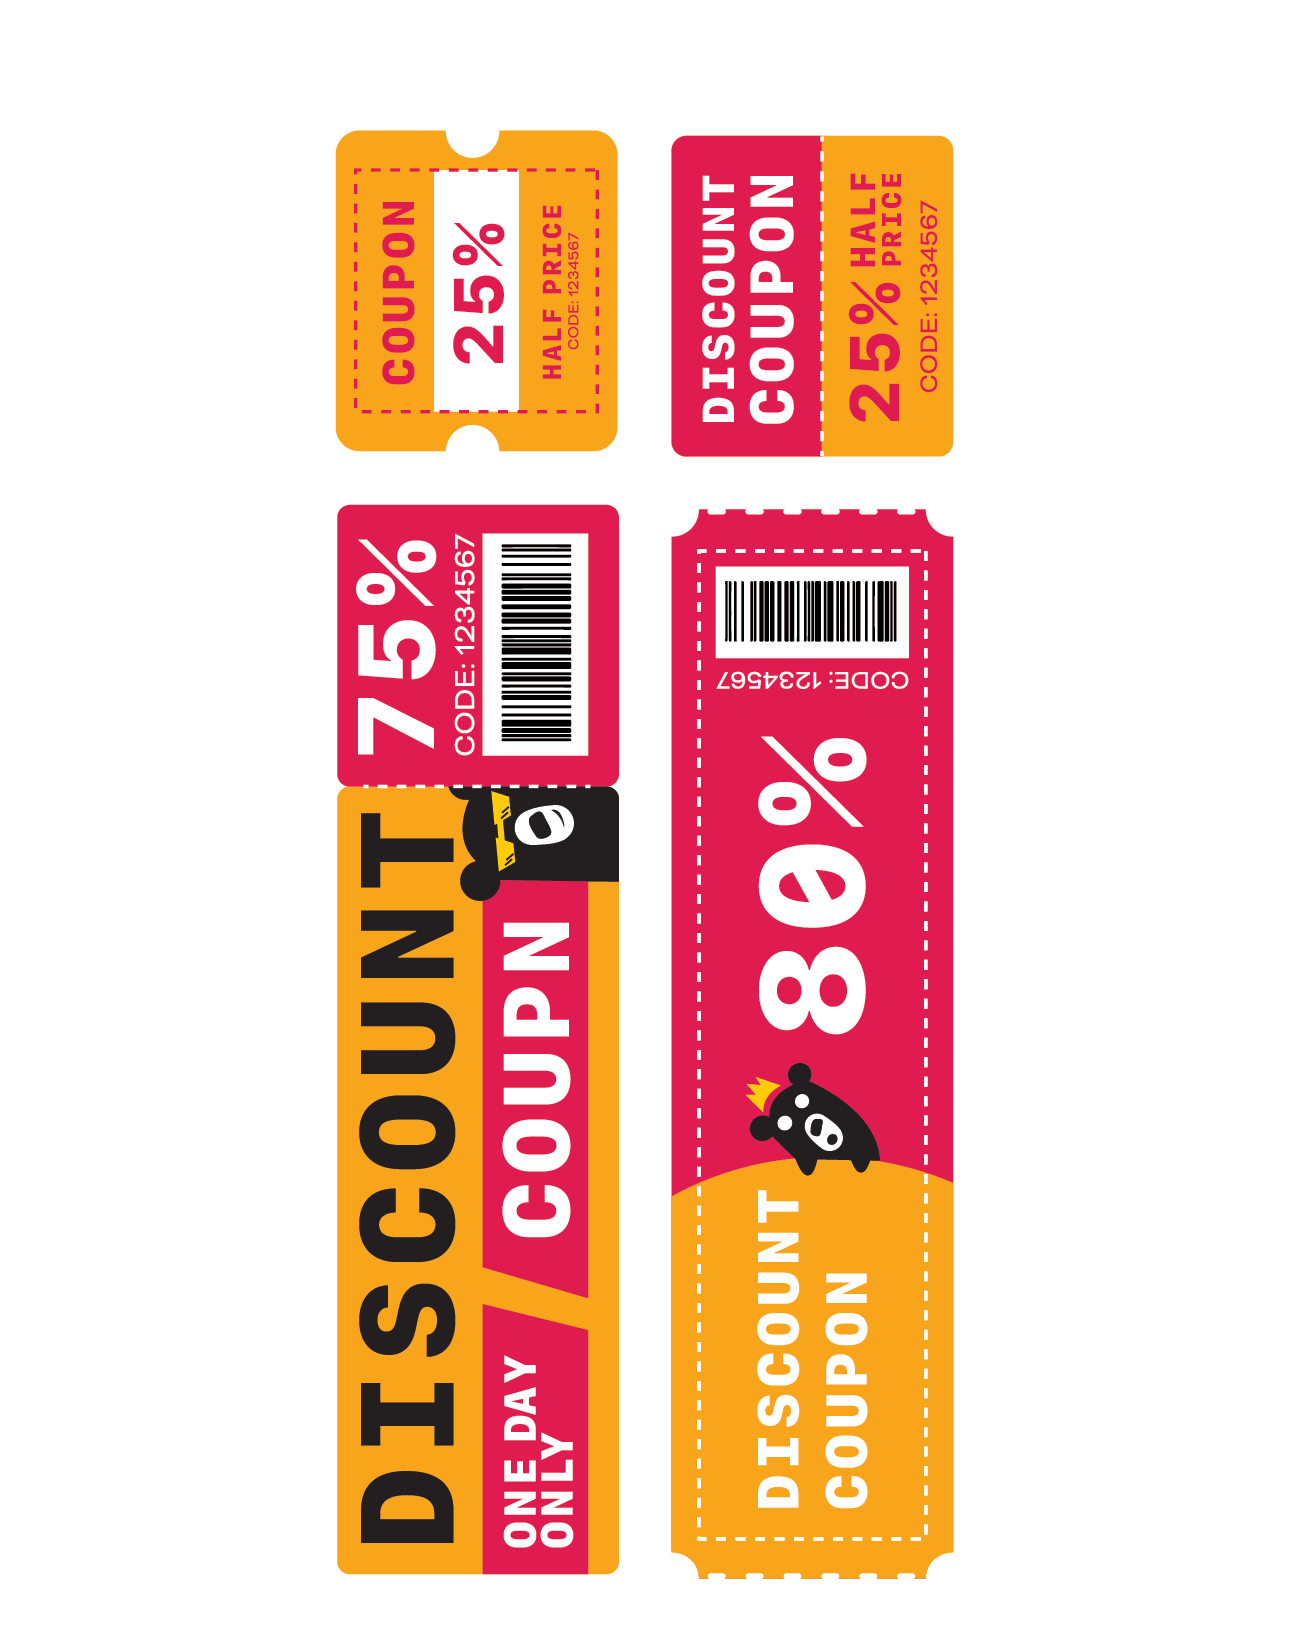 COUPON
25%
HALF PRICE
CODE: 1234567
DISCOUNT
COUPON
25% HALF PRICE
CODE: 1234567
DISCOUNT
COUPN
ONE DAY
ONLY
75%
CODE: 1234567
DISCOUNT
COUPON
80%
CODE: 1234567